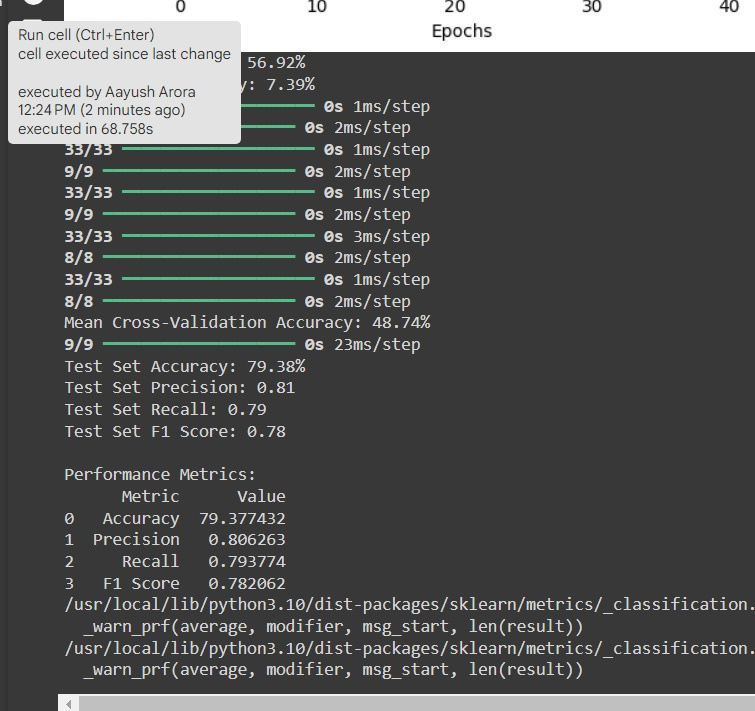 0 10 20 30 40
Epochs
Run cell (Ctrl+Enter)
cell executed since last change
executed by Aayush Arora
12:24 PM (2 minutes ago)
executed in 68.758s
56.92%
y: 7.39%
0s 1ms/step
0s 2ms/step
33/33 0s 1ms/step
9/9 0s 2ms/step
33/33 0s 1ms/step
9/9 0s 2ms/step
33/33 0s 3ms/step
8/8 0s 2ms/step
33/33 0s 1ms/step
8/8 0s 2ms/step
Mean Cross-Validation Accuracy: 48.74%
9/9 0s 23ms/step
Test Set Accuracy: 79.38%
Test Set Precision: 0.81
Test Set Recall: 0.79
Test Set F1 Score: 0.78
Performance Metrics:
Metric Value
0 Accuracy 79.377432
1 Precision 0.806263
2 Recall 0.793774
3 F1 Score 0.782062
/usr/local/lib/python3.10/dist-packages/sklearn/metrics/_classification.
_warn_prf(average, modifier, msg_start, len(result))
/usr/local/lib/python3.10/dist-packages/sklearn/metrics/_classification.
_warn_prf(average, modifier, msg_start, len(result))